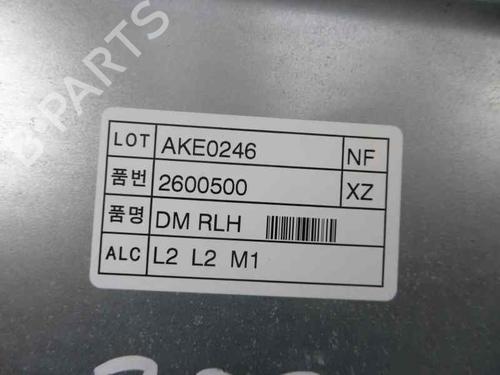 B-PARTS
LOT AKE0246 NF
품번 2600500 XZ
품명 DM RLH
ALC L2 L2 M1